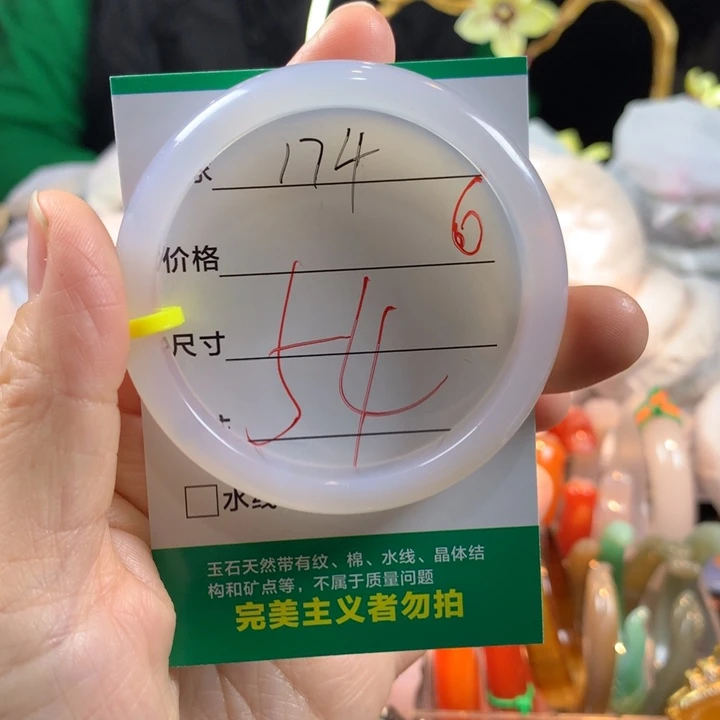 家 174
6
价格
尺寸 54
水线
玉石天然带有纹、棉、水线、晶体结
构和矿点等，不属于质量问题
完美主义者勿拍